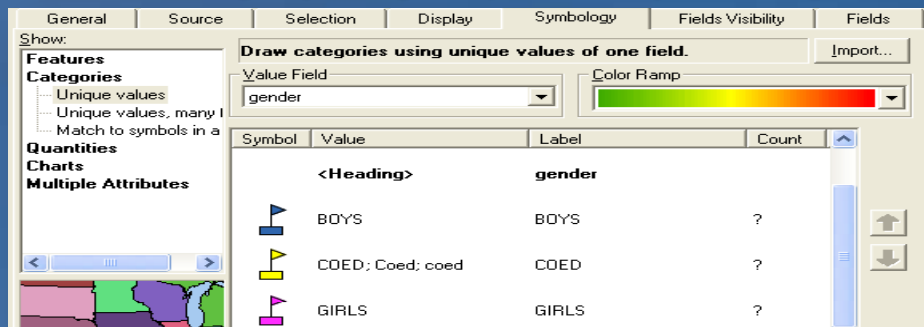 General Source Selection Display Symbology Fields Visibility Fields
Show:
Features
Categories
Unique values
Unique values, many
Match to symbols in a
Quantities
Charts
Multiple Attributes
Draw categories using unique values of one field.
Import...
Value Field
gender
Color Ramp
Symbol Value Label Count
<Heading> gender
BOYS BOYS ?
COED; Coed; coed COED ?
GIRLS GIRLS ?